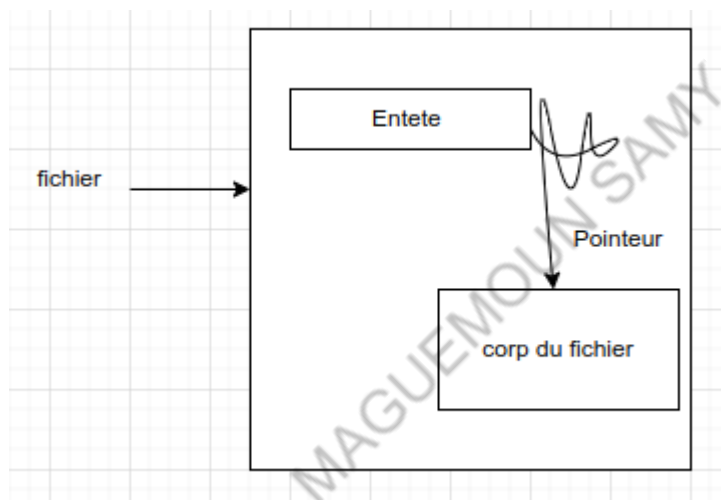 Entete
fichier
Pointeur
corp du fichier
MAGUEMOUN SAMY